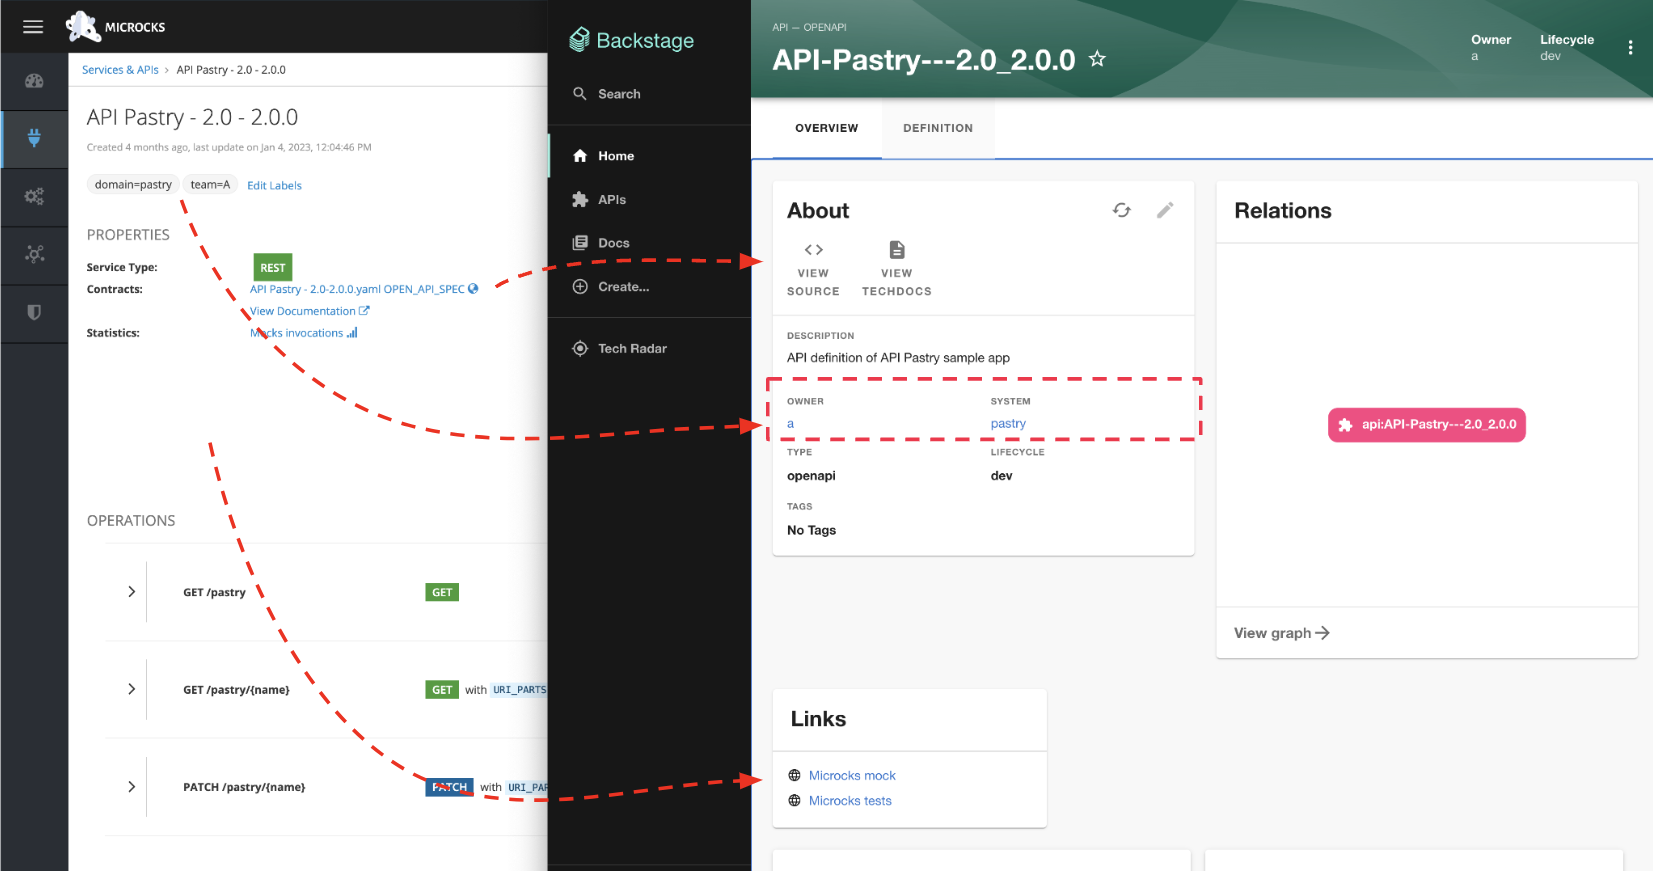 MICROCKS
Services & APIs > API Pastry - 2.0 - 2.0.0
API Pastry - 2.0 - 2.0.0
Created 4 months ago, last update on Jan 4, 2023, 12:04:46 PM
domain=pastry team=A Edit Labels
PROPERTIES
Service Type: REST
Contracts: API Pastry - 2.0-2.0.0.yaml OPEN_API_SPEC
View Documentation
Statistics: Mocks invocations
OPERATIONS
GET /pastry GET
GET /pastry/{name} GET with URI_PARTS
PATCH /pastry/{name} PATCH with URI_PAR
Backstage
Search
Home
APIs
Docs
Create...
Tech Radar
API — OPENAPI
API-Pastry---2.0_2.0.0
Owner
a
Lifecycle
dev
OVERVIEW DEFINITION
About
VIEW
SOURCE
VIEW
TECHDOCS
DESCRIPTION
API definition of API Pastry sample app
OWNER
a
SYSTEM
pastry
TYPE
openapi
LIFECYCLE
dev
TAGS
No Tags
Relations
api:API-Pastry---2.0_2.0.0
View graph
Links
Microcks mock
Microcks tests